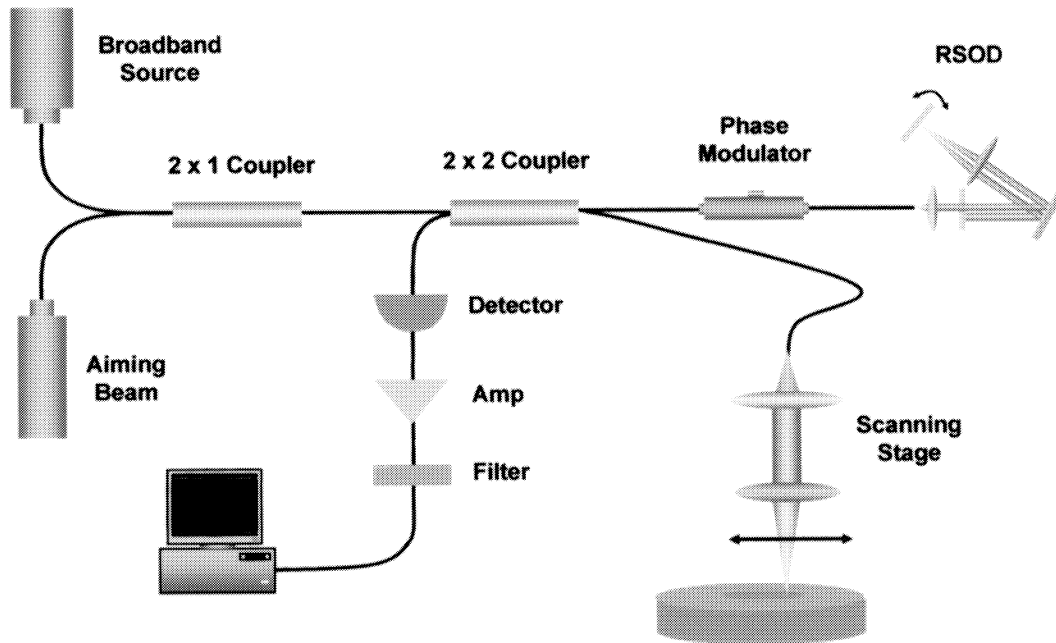 Broadband
Source
RSOD
Phase
Modulator
2 x 1 Coupler
2 x 2 Coupler
Detector
Aiming
Beam
Amp
Scanning
Stage
Filter